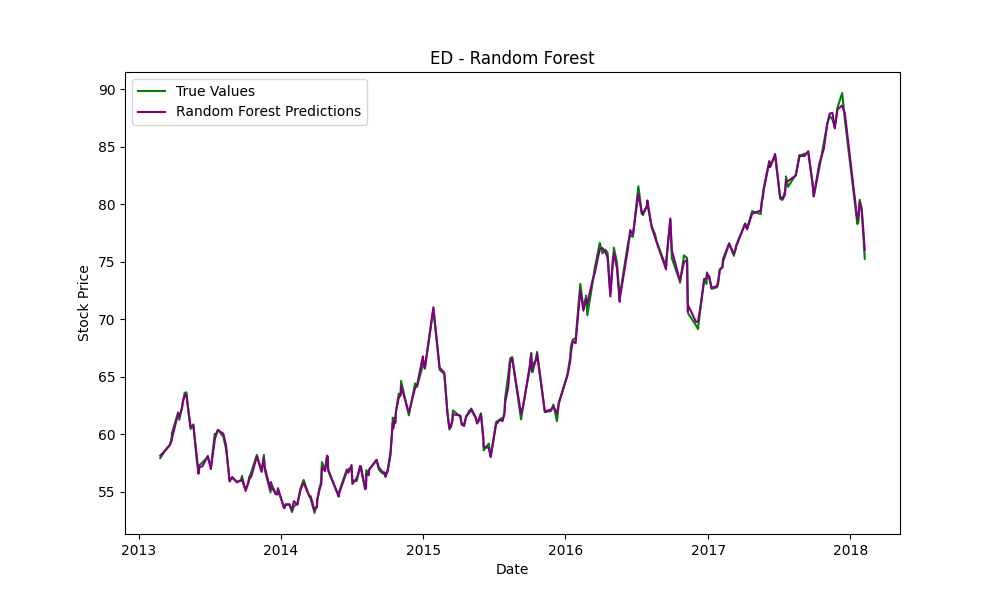 ED - Random Forest
True Values
Random Forest Predictions
90
85
80
75
70
65
60
55
Stock Price
2013 2014 2015 2016 2017 2018
Date